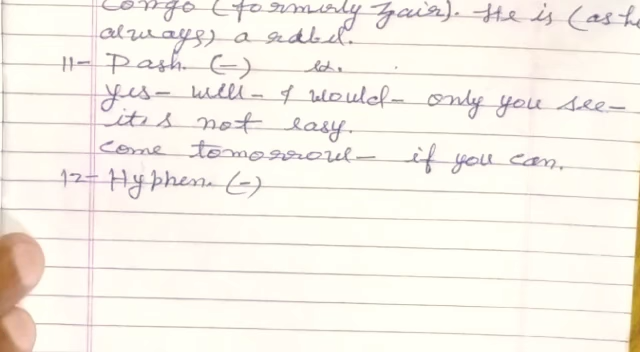 Congo (formerly Zair). He is (as he
always) a rebel.
11- Dash. (-) ex.
yes- well- I would- only you see-
it's not easy.
come tomorrow- if you can.
12- Hyphen. (-)